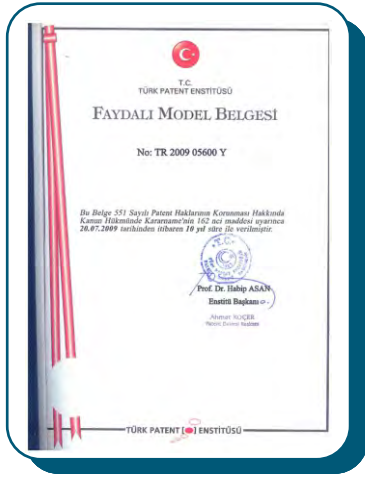 T.C.
TÜRK PATENT ENSTİTÜSÜ
FAYDALI MODEL BELGESİ
No: TR 2009 05600 Y
Bu Belge 551 Sayılı Patent Haklarının Korunması Hakkında
Kanun Hükmünde Kararname'nin 162 nci maddesi uyarınca
20.07.2009 tarihinden itibaren 10 yıl süre ile verilmiştir.
T.C.
Prof. Dr. Habip ASAN
Enstitü Başkanı
Ahmet KOÇER
TÜRK PATENT ENSTİTÜSÜ